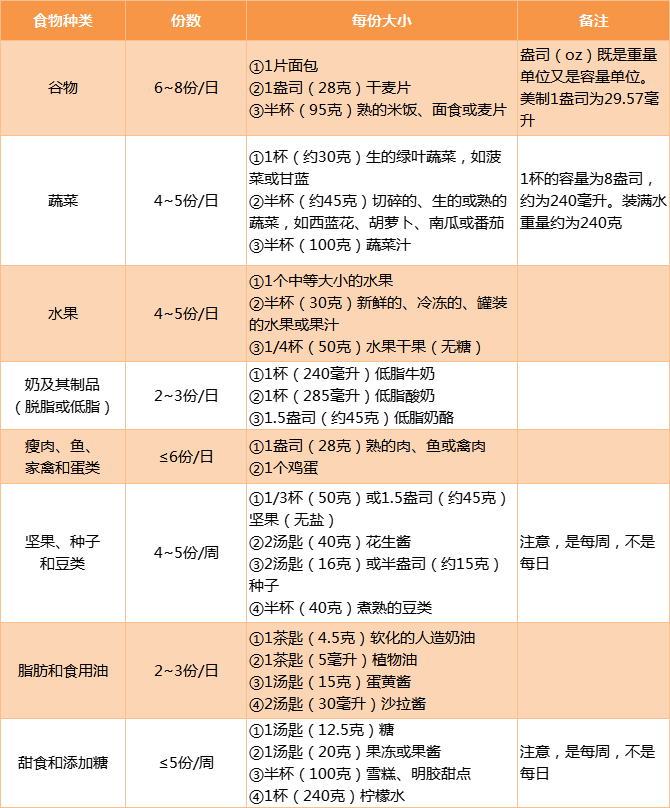 食物种类 份数 每份大小 备注
谷物
6~8份/日
①1片面包
②1盎司（28克）干麦片
③半杯（95克）熟的米饭、面食或麦片
盎司（oz）既是重量
单位又是容量单位。
美制1盎司为29.57毫
升
蔬菜
4~5份/日
①1杯（约30克）生的绿叶蔬菜，如菠
菜或甘蓝
②半杯（约45克）切碎的、生的或熟的
蔬菜，如西蓝花、胡萝卜、南瓜或番茄
③半杯（100克）蔬菜汁
1杯的容量为8盎司，
约为240毫升。装满水
重量约为240克
水果
4~5份/日
①1个中等大小的水果
②半杯（30克）新鲜的、冷冻的、罐装
的水果或果汁
③1/4杯（50克）水果干果（无糖）
奶及其制品
（脱脂或低脂）
2~3份/日
①1杯（240毫升）低脂牛奶
②1杯（285毫升）低脂酸奶
③1.5盎司（约45克）低脂奶酪
瘦肉、鱼、
家禽和蛋类
≤6份/日
①1盎司（28克）熟的肉、鱼或禽肉
②1个鸡蛋
坚果、种子
和豆类
4~5份/周
①1/3杯（50克）或1.5盎司（约45克）
坚果（无盐）
②2汤匙（40克）花生酱
③2汤匙（16克）或半盎司（约15克）
种子
④半杯（40克）煮熟的豆类
注意，是每周，不是
每日
脂肪和食用油
2~3份/日
①1茶匙（4.5克）软化的人造奶油
②1茶匙（5毫升）植物油
③1汤匙（15克）蛋黄酱
④2汤匙（30毫升）沙拉酱
甜食和添加糖
≤5份/周
①1汤匙（12.5克）糖
②1汤匙（20克）果冻或果酱
③半杯（100克）雪糕、明胶甜点
④1杯（240克）柠檬水
注意，是每周，不是
每日